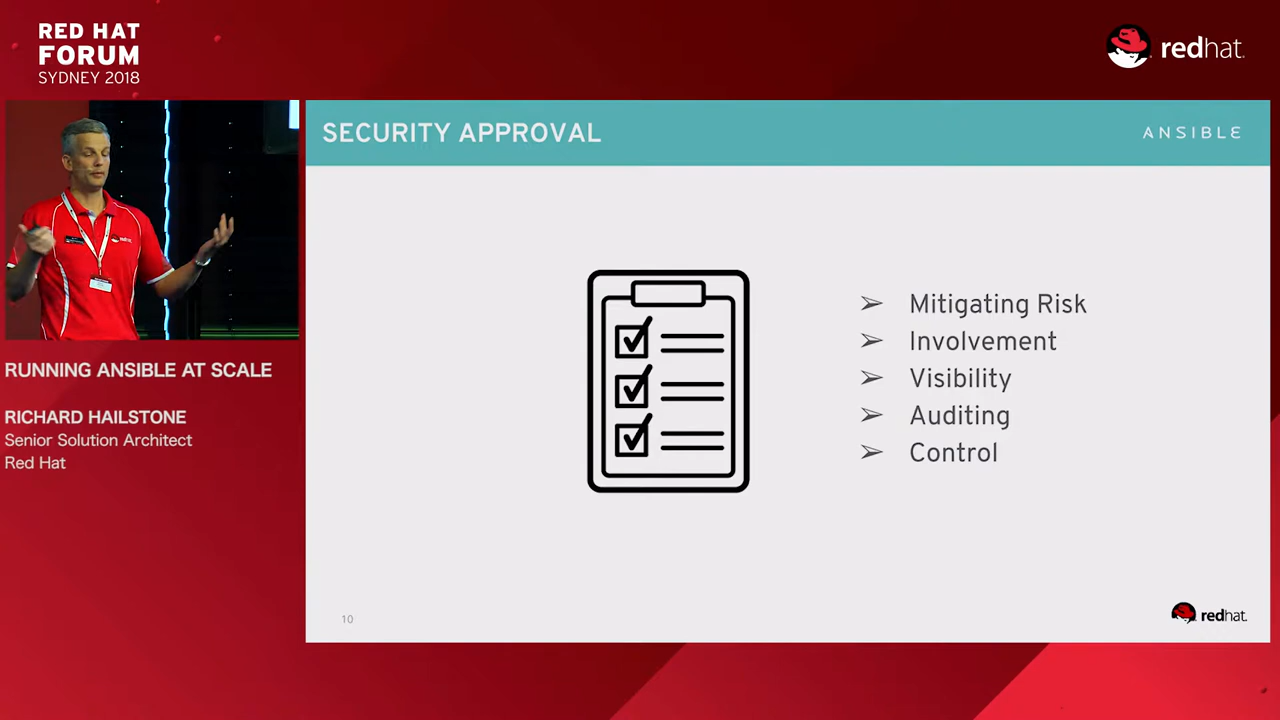 RED HAT
FORUM
SYDNEY 2018
redhat.
SECURITY APPROVAL
ANSIBLE
redhat.
RUNNING ANSIBLE AT SCALE
RICHARD HAILSTONE
Senior Solution Architect
Red Hat
➢ Mitigating Risk
➢ Involvement
➢ Visibility
➢ Auditing
➢ Control
10
redhat.